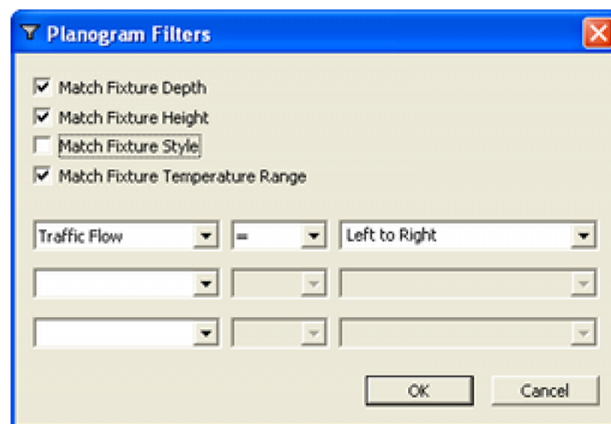 Planogram Filters
Match Fixture Depth
Match Fixture Height
Match Fixture Style
Match Fixture Temperature Range
Traffic Flow = Left to Right
OK Cancel